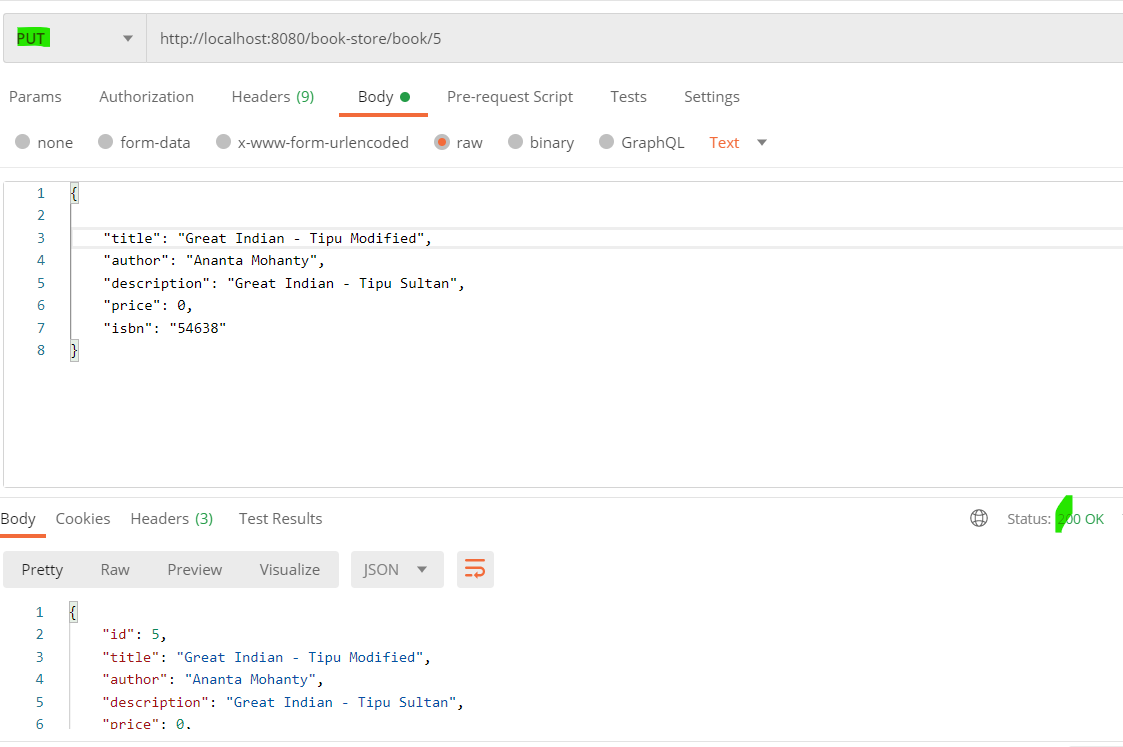 PUT http://localhost:8080/book-store/book/5
Params Authorization Headers (9) Body Pre-request Script Tests Settings
none form-data x-www-form-urlencoded raw binary GraphQL Text
1 {
2
3 "title": "Great Indian - Tipu Modified",
4 "author": "Ananta Mohanty",
5 "description": "Great Indian - Tipu Sultan",
6 "price": 0,
7 "isbn": "54638"
8 }
Body Cookies Headers (3) Test Results Status: 200 OK
Pretty Raw Preview Visualize JSON
1 {
2 "id": 5,
3 "title": "Great Indian - Tipu Modified",
4 "author": "Ananta Mohanty",
5 "description": "Great Indian - Tipu Sultan",
6 "price": 0,